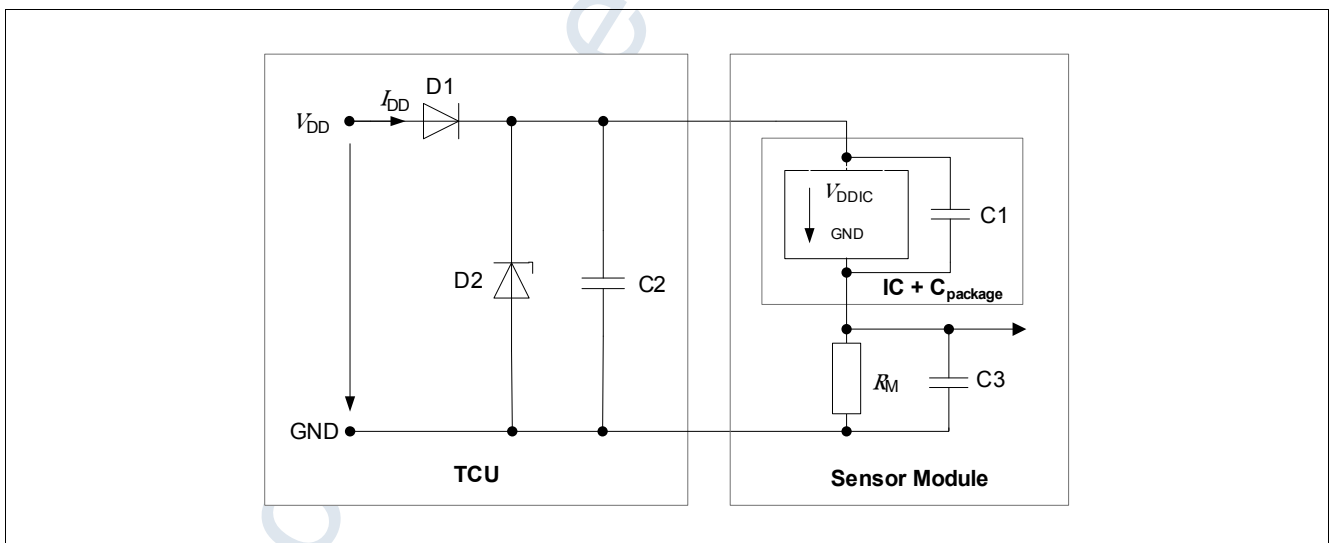 D1
I_DD
V_DD
V_DDIC
C1
GND
D2
C2
IC + C_package
R_M
C3
GND
TCU
Sensor Module